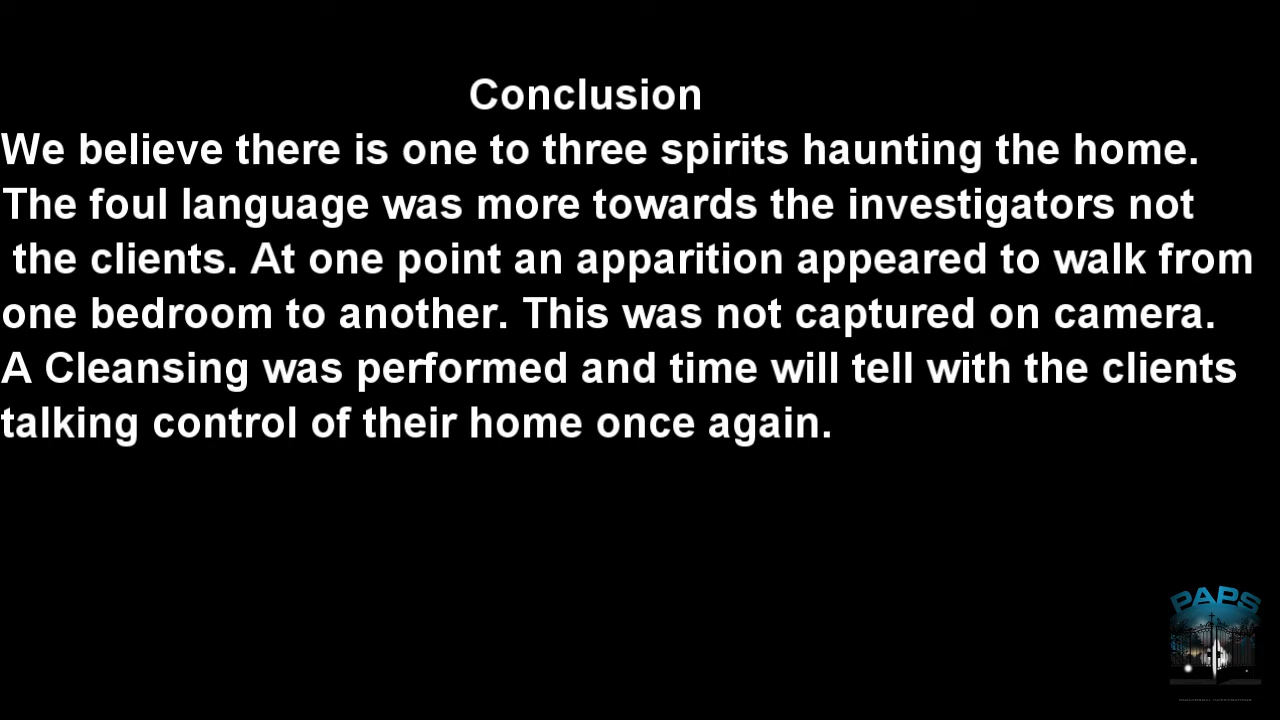 Conclusion
We believe there is one to three spirits haunting the home.
The foul language was more towards the investigators not
the clients. At one point an apparition appeared to walk from
one bedroom to another. This was not captured on camera.
A Cleansing was performed and time will tell with the clients
talking control of their home once again.
PAPS